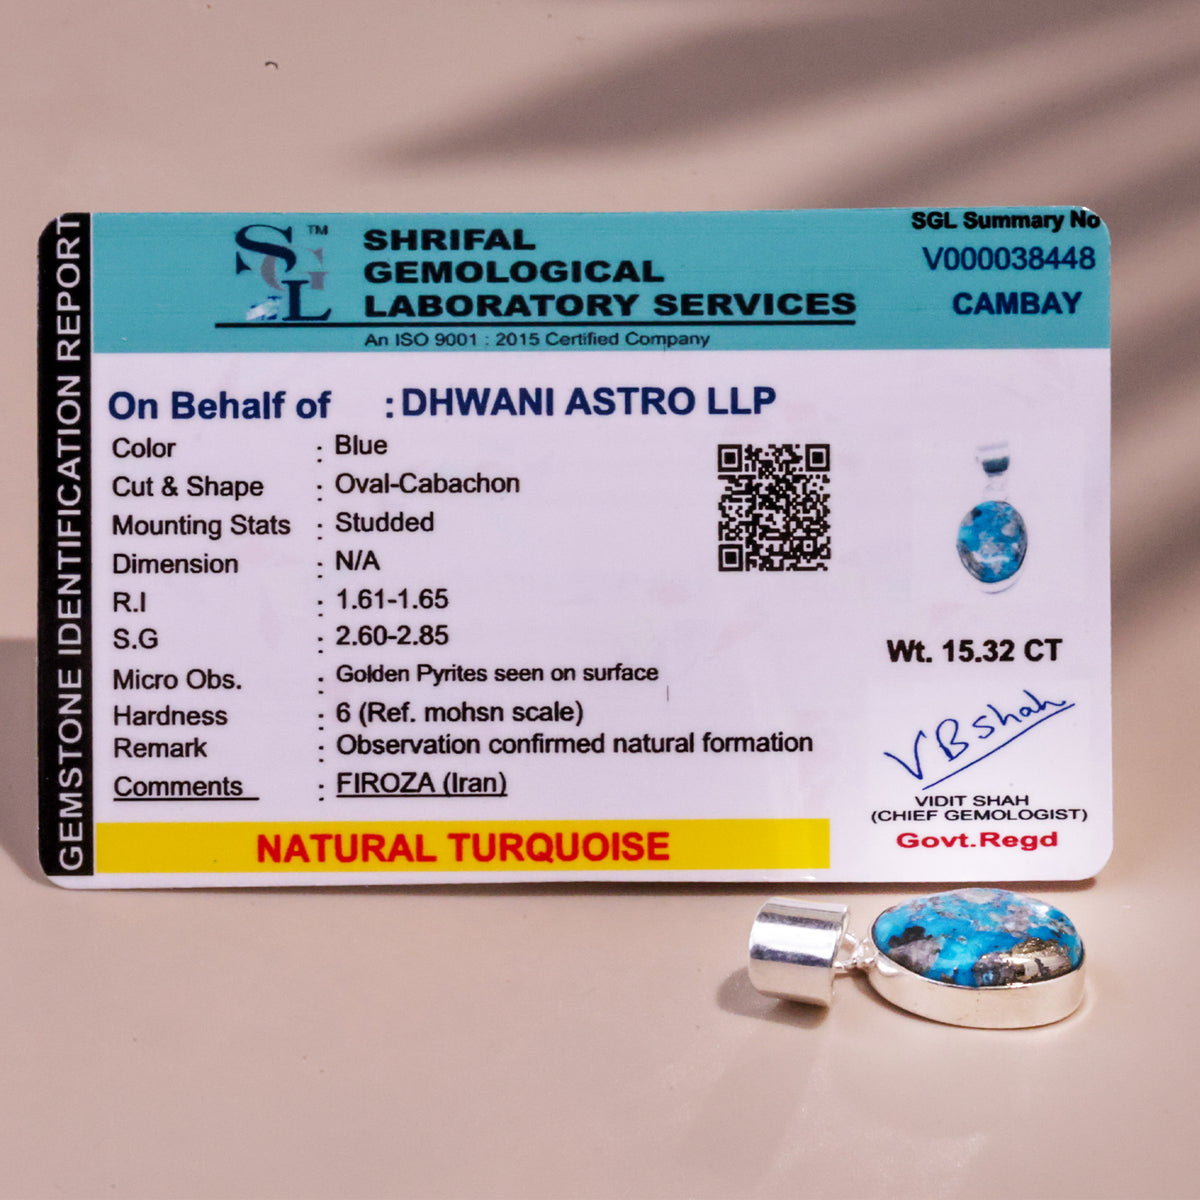 GEMSTONE IDENTIFICATION REPORT
SGL TM
SHRIFAL
GEMOLOGICAL
LABORATORY SERVICES
An ISO 9001 : 2015 Certified Company
SGL Summary No
V000038448
CAMBAY
On Behalf of : DHWANI ASTRO LLP
Color : Blue
Cut & Shape : Oval-Cabachon
Mounting Stats : Studded
Dimension : N/A
R.I : 1.61-1.65
S.G : 2.60-2.85
Micro Obs. : Golden Pyrites seen on surface
Hardness : 6 (Ref. mohsn scale)
Remark : Observation confirmed natural formation
Comments : FIROZA (Iran)
NATURAL TURQUOISE
Wt. 15.32 CT
VBshah
VIDIT SHAH
(CHIEF GEMOLOGIST)
Govt.Regd